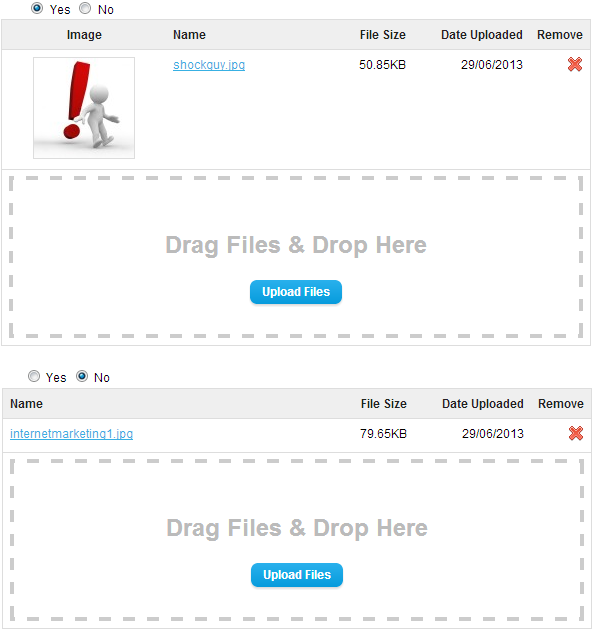 Yes No
Image Name File Size Date Uploaded Remove
shockguy.jpg 50.85KB 29/06/2013
Drag Files & Drop Here
Upload Files
Yes No
Name File Size Date Uploaded Remove
internetmarketing1.jpg 79.65KB 29/06/2013
Drag Files & Drop Here
Upload Files